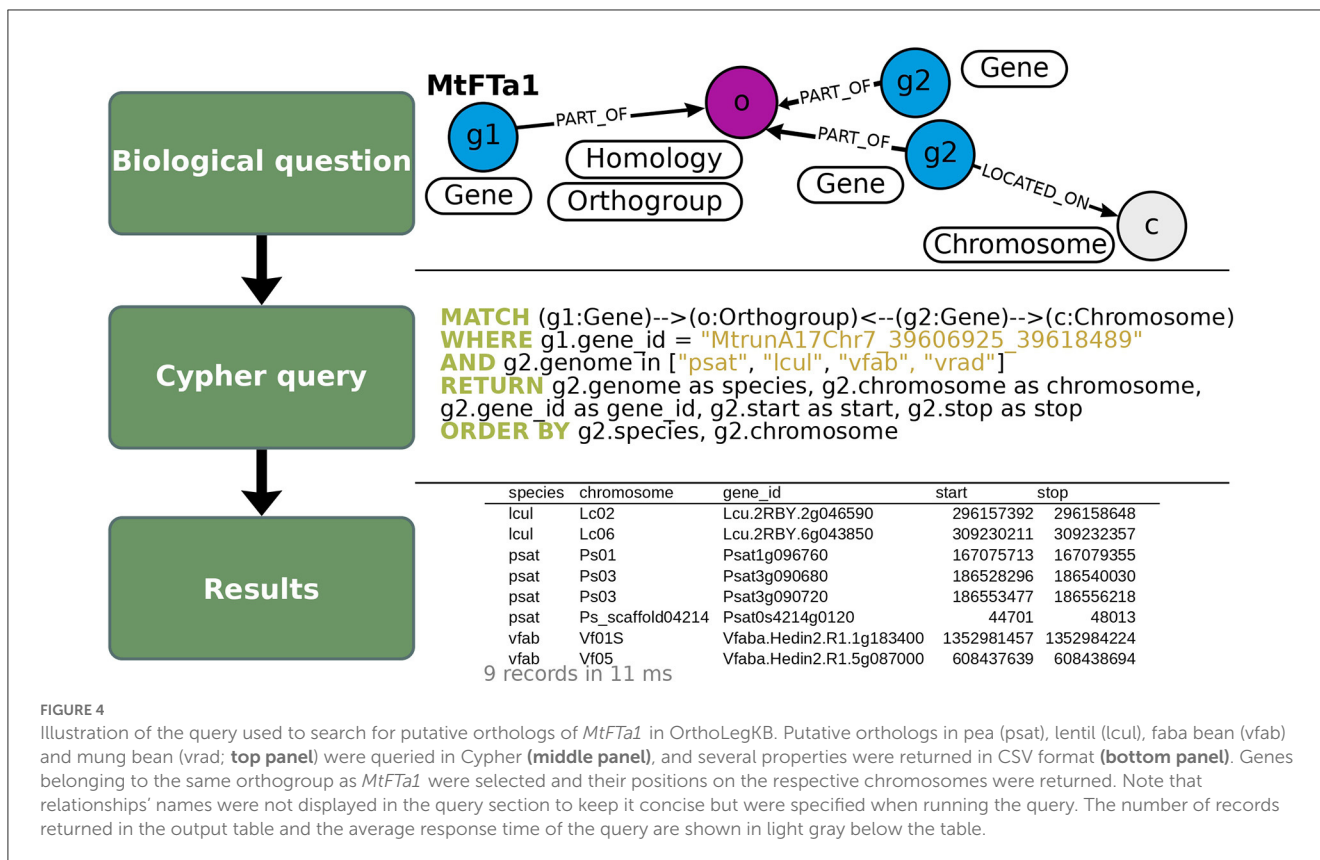 MtFTa1
g1
PART_OF
o
PART_OF
g2
Gene
PART_OF
g2
Homology
Gene
Gene
Orthogroup
LOCATED_ON
c
Chromosome
Biological question
MATCH (g1:Gene)-->(o:Orthogroup)<--(g2:Gene)-->(c:Chromosome)
WHERE g1.gene_id = "MtrunA17Chr7_39606925_39618489"
AND g2.genome in ["psat", "lcul", "vfab", "vrad"]
RETURN g2.genome as species, g2.chromosome as chromosome,
g2.gene_id as gene_id, g2.start as start, g2.stop as stop
ORDER BY g2.species, g2.chromosome
Cypher query
species chromosome gene_id start stop
lcul Lc02 Lcu.2RBY.2g046590 296157392 296158648
lcul Lc06 Lcu.2RBY.6g043850 309230211 309232357
psat Ps01 Psat1g096760 167075713 167079355
psat Ps03 Psat3g090680 186528296 186540030
psat Ps03 Psat3g090720 186553477 186556218
psat Ps_scaffold04214 Psat0s4214g0120 44701 48013
vfab Vf01S Vfaba.Hedin2.R1.1g183400 1352981457 1352984224
vfab Vf05 Vfaba.Hedin2.R1.5g087000 608437639 608438694
9 records in 11 ms
Results
FIGURE 4
Illustration of the query used to search for putative orthologs of MtFTa1 in OrthoLegKB. Putative orthologs in pea (psat), lentil (lcul), faba bean (vfab)
and mung bean (vrad; top panel) were queried in Cypher (middle panel), and several properties were returned in CSV format (bottom panel). Genes
belonging to the same orthogroup as MtFTa1 were selected and their positions on the respective chromosomes were returned. Note that
relationships' names were not displayed in the query section to keep it concise but were specified when running the query. The number of records
returned in the output table and the average response time of the query are shown in light gray below the table.